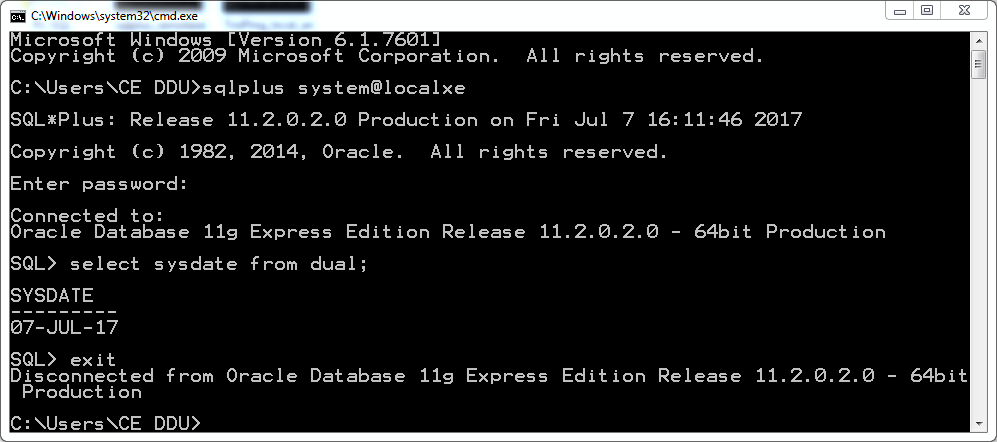 C:\Windows\system32\cmd.exe
Microsoft Windows [Version 6.1.7601]
Copyright (c) 2009 Microsoft Corporation.  All rights reserved.
C:\Users\CE DDU>sqlplus system@localxe
SQL*Plus: Release 11.2.0.2.0 Production on Fri Jul 7 16:11:46 2017
Copyright (c) 1982, 2014, Oracle.  All rights reserved.
Enter password:
Connected to:
Oracle Database 11g Express Edition Release 11.2.0.2.0 - 64bit Production
SQL> select sysdate from dual;
SYSDATE
---------
07-JUL-17
SQL> exit
Disconnected from Oracle Database 11g Express Edition Release 11.2.0.2.0 - 64bit
 Production
C:\Users\CE DDU>